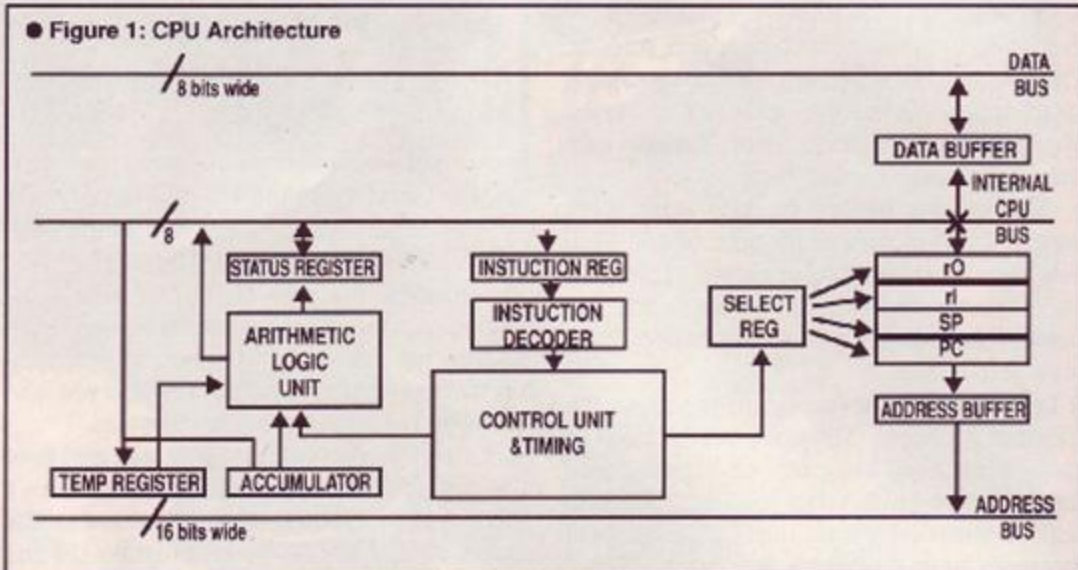 ● Figure 1: CPU Architecture
DATA
BUS
8 bits wide
DATA BUFFER
INTERNAL
CPU
BUS
8
STATUS REGISTER
INSTUCTION REG
rO
rI
SP
PC
SELECT
REG
INSTUCTION
DECODER
ARITHMETIC
LOGIC
UNIT
CONTROL UNIT
&TIMING
ADDRESS BUFFER
TEMP REGISTER
ACCUMULATOR
ADDRESS
BUS
16 bits wide